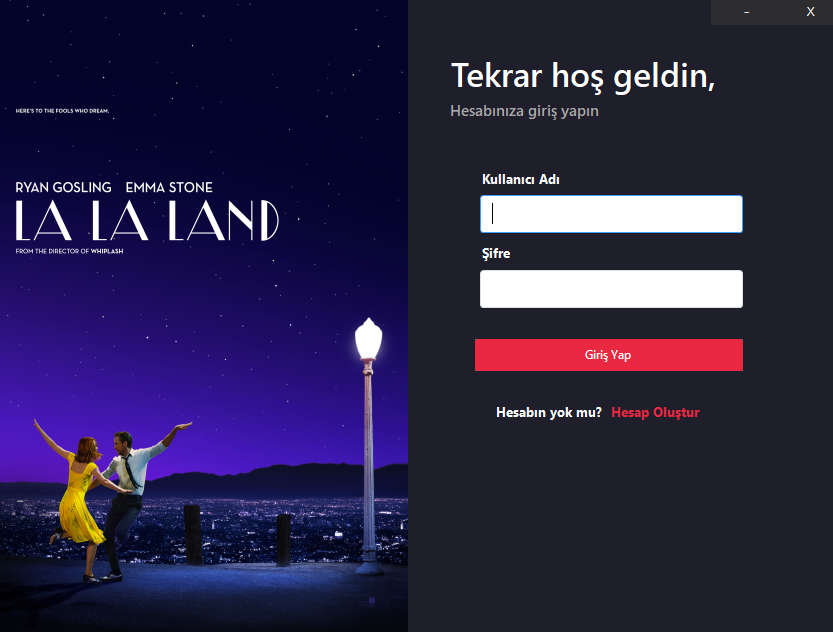 HERE'S TO THE FOOLS WHO DREAM.
RYAN GOSLING EMMA STONE
LA LA LAND
FROM THE DIRECTOR OF WHIPLASH
- X
Tekrar hoş geldin,
Hesabınıza giriş yapın
Kullanıcı Adı
Şifre
Giriş Yap
Hesabın yok mu? Hesap Oluştur